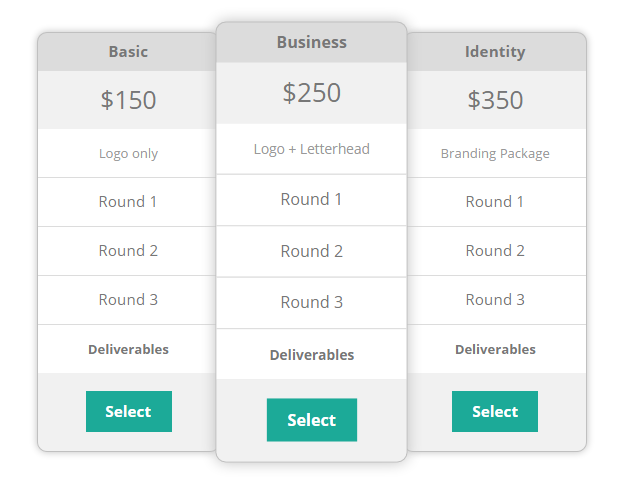 Basic
$150
Logo only
Round 1
Round 2
Round 3
Deliverables
Select
Business
$250
Logo + Letterhead
Round 1
Round 2
Round 3
Deliverables
Select
Identity
$350
Branding Package
Round 1
Round 2
Round 3
Deliverables
Select